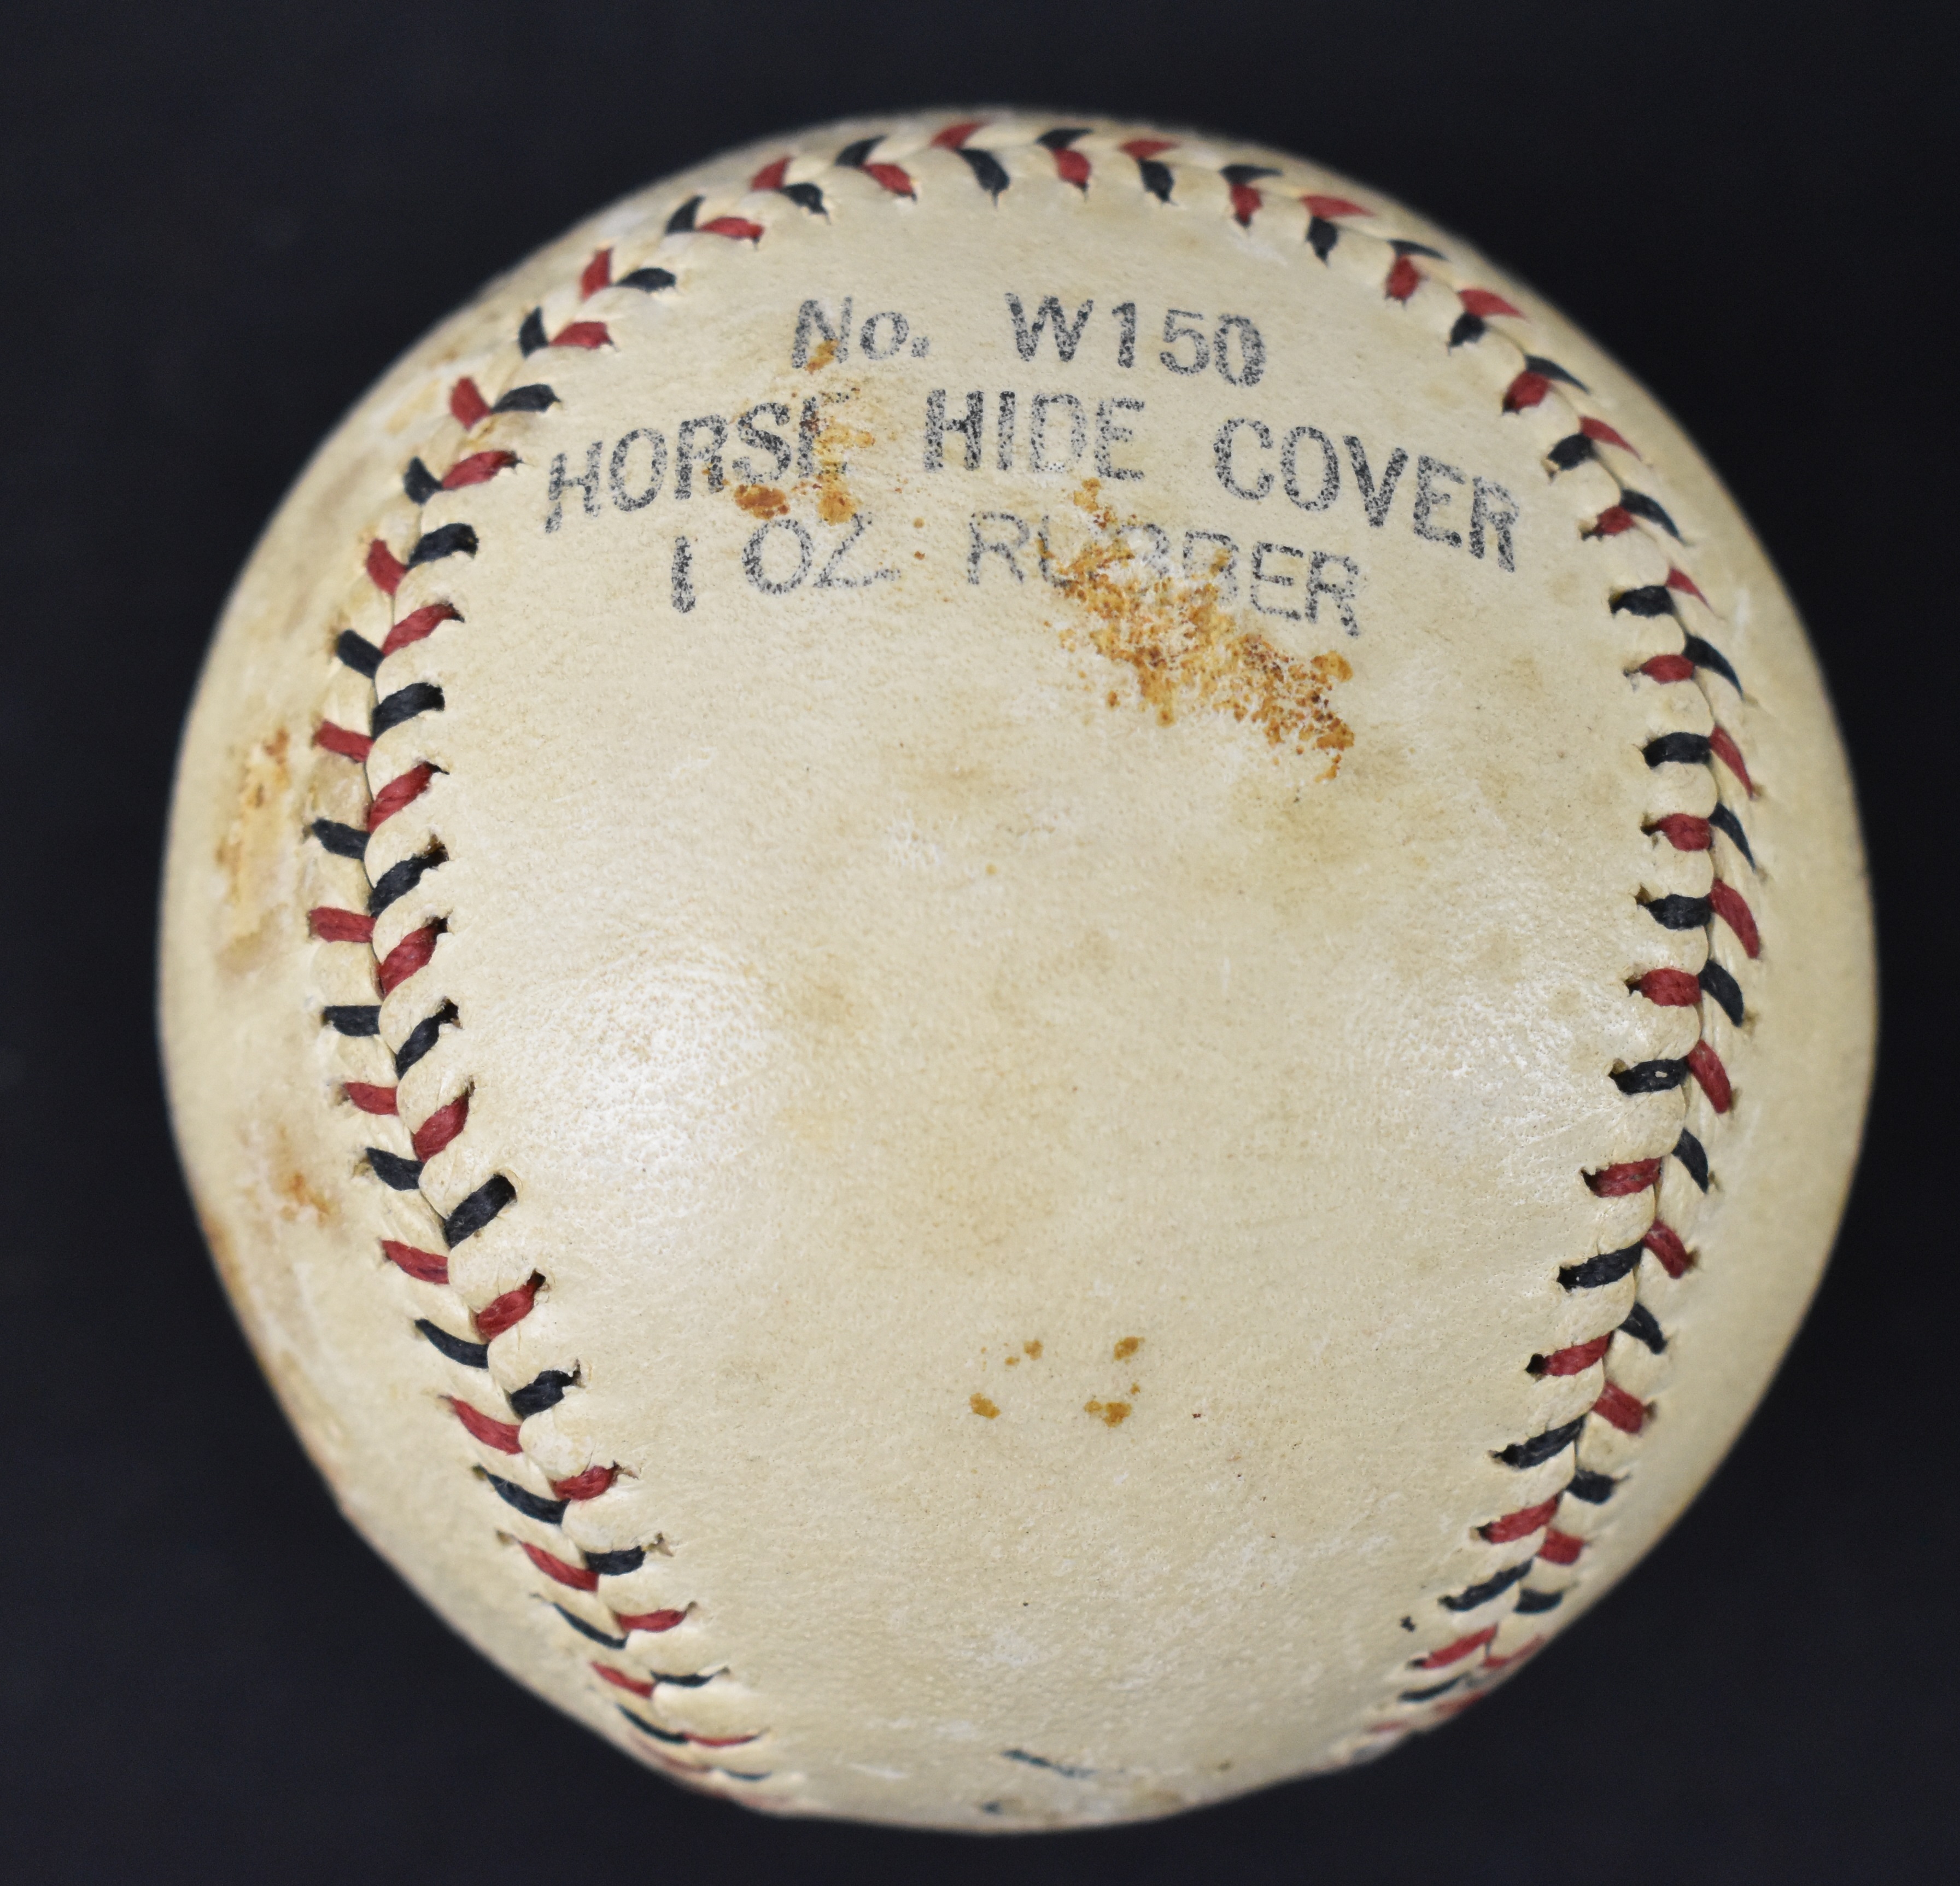 No. W150
HORSE HIDE COVER
1 OZ. RUBBER